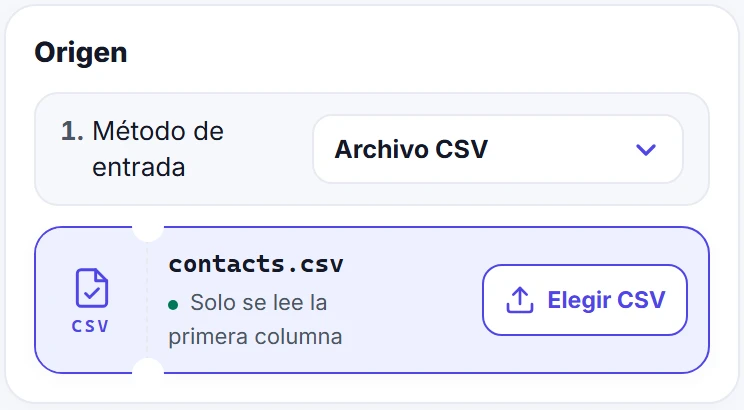 Origen
1. Método de
entrada
Archivo CSV
contacts.csv
Solo se lee la
primera columna
CSV
Elegir CSV